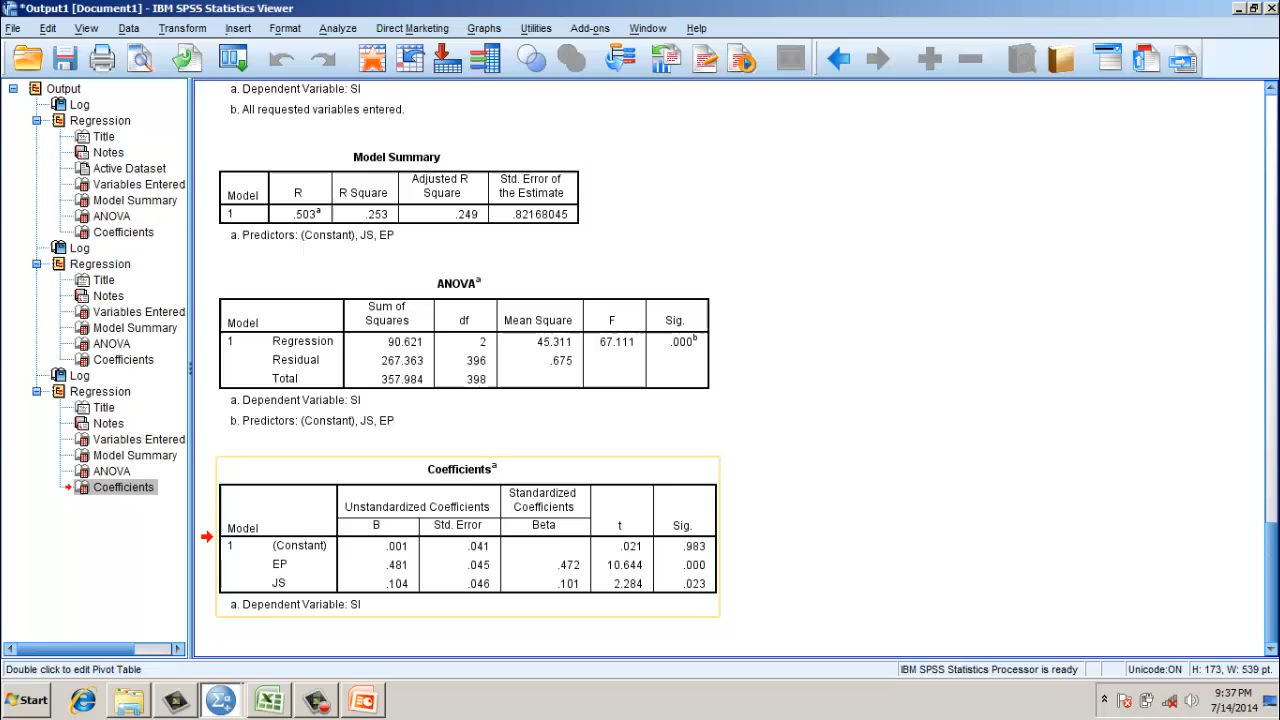 *Output1 [Document1] - IBM SPSS Statistics Viewer
File Edit View Data Transform Insert Format Analyze Direct Marketing Graphs Utilities Add-ons Window Help
Output
Log
Regression
Title
Notes
Active Dataset
Variables Entered
Model Summary
ANOVA
Coefficients
Log
Regression
Title
Notes
Variables Entered
Model Summary
ANOVA
Coefficients
Log
Regression
Title
Notes
Variables Entered
Model Summary
ANOVA
Coefficients
a. Dependent Variable: SI
b. All requested variables entered.
Model Summary
Adjusted R Std. Error of
Model R R Square Square the Estimate
1 .503a .253 .249 .82168045
a. Predictors: (Constant), JS, EP
ANOVAa
Sum of
Model Squares df Mean Square F Sig.
1 Regression 90.621 2 45.311 67.111 .000b
Residual 267.363 396 .675
Total 357.984 398
a. Dependent Variable: SI
b. Predictors: (Constant), JS, EP
Coefficientsa
Standardized
Unstandardized Coefficients Coefficients
Model B Std. Error Beta t Sig.
1 (Constant) .001 .041 .021 .983
EP .481 .045 .472 10.644 .000
JS .104 .046 .101 2.284 .023
a. Dependent Variable: SI
Double click to edit Pivot Table IBM SPSS Statistics Processor is ready Unicode:ON H: 173, W: 539 pt.
Start 9:37 PM
7/14/2014